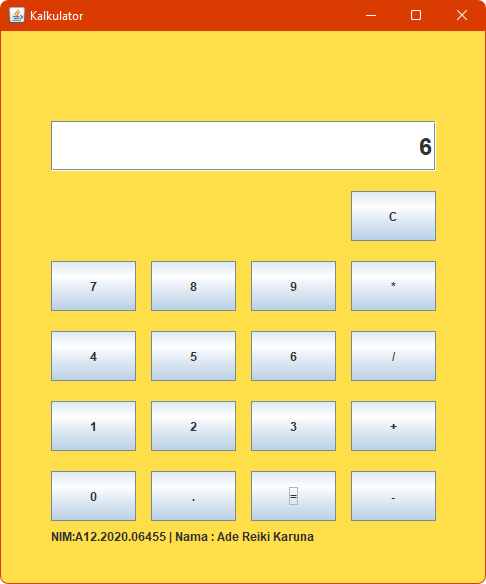 Kalkulator
6
C
7 8 9 *
4 5 6 /
1 2 3 +
0 . = -
NIM:A12.2020.06455 | Nama : Ade Reiki Karuna